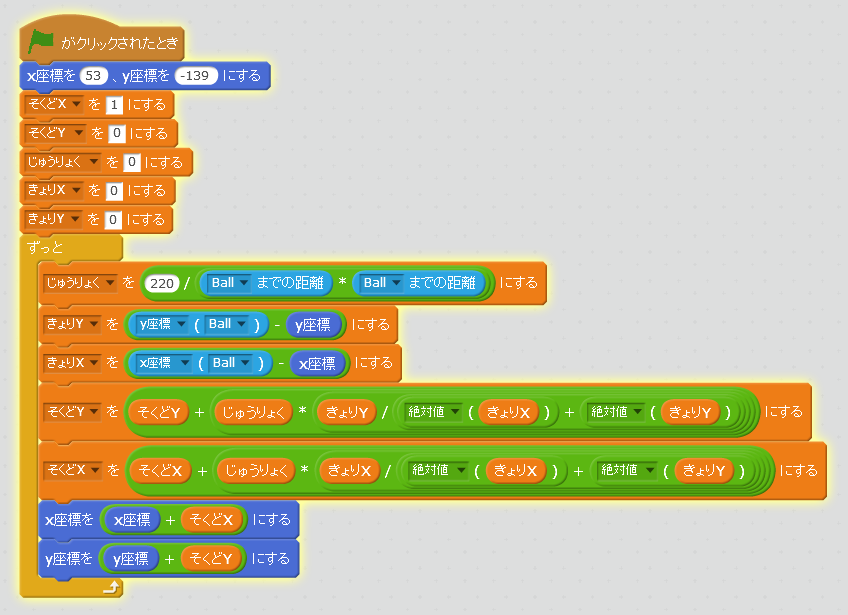 がクリックされたとき
x座標を 53 、y座標を -139 にする
そくどX を 1 にする
そくどY を 0 にする
じゅうりょく を 0 にする
きょりX を 0 にする
きょりY を 0 にする
ずっと
じゅうりょく を 220 / Ball までの距離 * Ball までの距離 にする
きょりY を y座標 ( Ball ) - y座標 にする
きょりX を x座標 ( Ball ) - x座標 にする
そくどY を そくどY + じゅうりょく * きょりY / 絶対値 ( きょりX ) + 絶対値 ( きょりY ) にする
そくどX を そくどX + じゅうりょく * きょりX / 絶対値 ( きょりX ) + 絶対値 ( きょりY ) にする
x座標を x座標 + そくどX にする
y座標を y座標 + そくどY にする